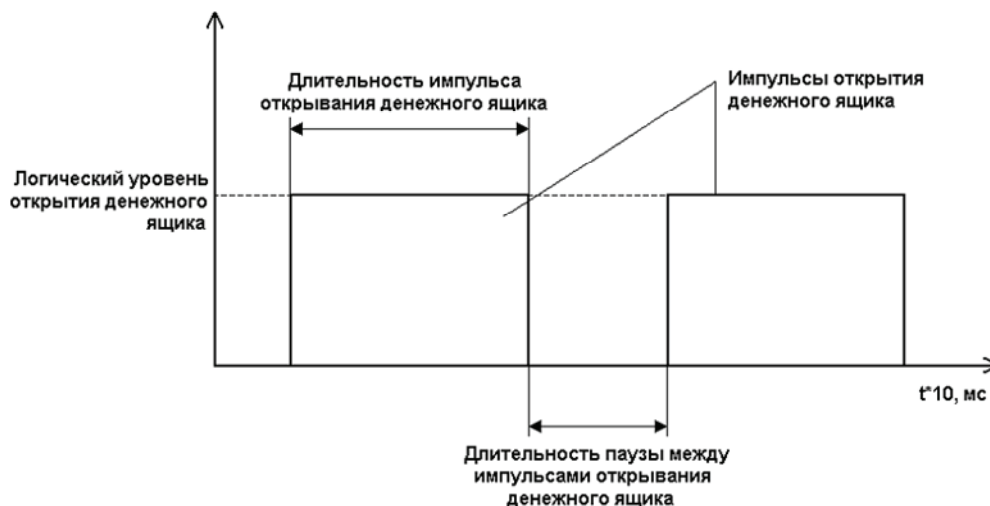 Длительность импульса
открывания денежного ящика
Импульсы открытия
денежного ящика
Логический уровень
открытия денежного
ящика
t*10, мс
Длительность паузы между
импульсами открывания
денежного ящика